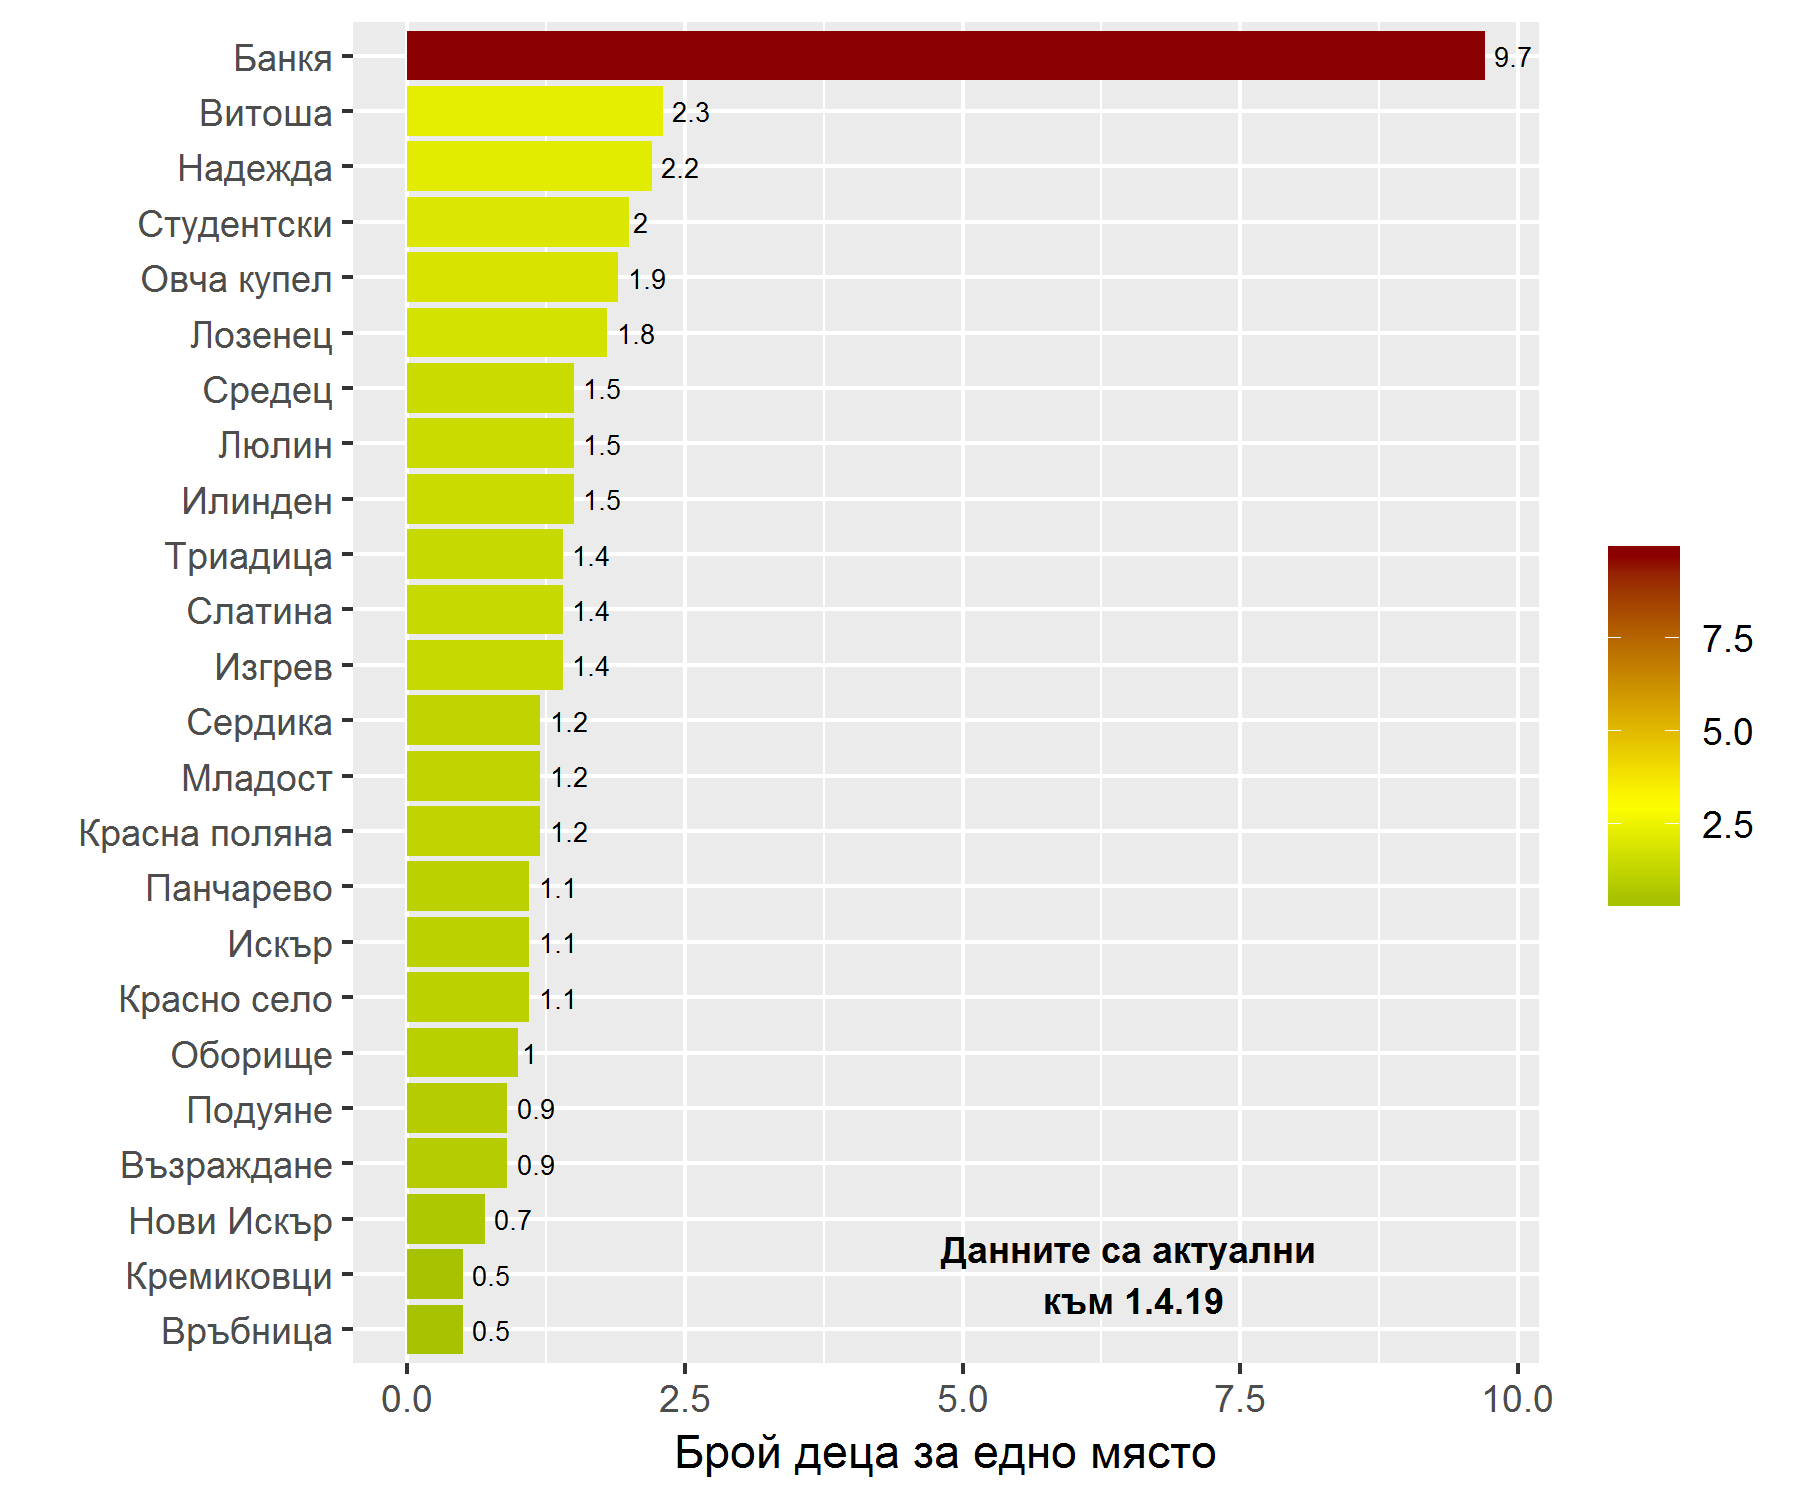 Банкя 9.7
Витоша 2.3
Надежда 2.2
Студентски 2
Овча купел 1.9
Лозенец 1.8
Средец 1.5
Люлин 1.5
Илинден 1.5
Триадица 1.4
Слатина 1.4
Изгрев 1.4
Сердика 1.2
Младост 1.2
Красна поляна 1.2
Панчарево 1.1
Искър 1.1
Красно село 1.1
Оборище 1
Подуяне 0.9
Възраждане 0.9
Нови Искър 0.7
Кремиковци 0.5
Връбница 0.5
Данните са актуални
към 1.4.19
0.0 2.5 5.0 7.5 10.0
Брой деца за едно място
7.5
5.0
2.5